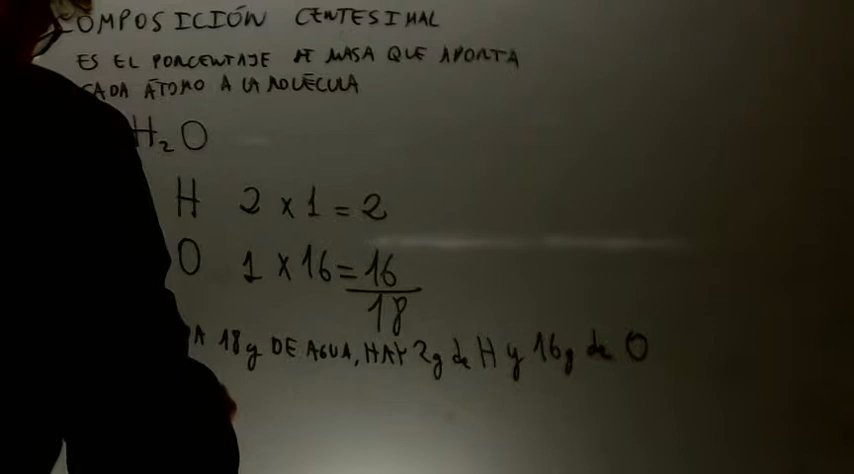 COMPOSICIÓN CENTESIMAL
ES EL PORCENTAJE DE MASA QUE APORTA
CADA ÁTOMO A LA MOLÉCULA
H₂O
H 2 x 1 = 2
O 1 x 16 = 16
18
A 18g DE AGUA, HAY 2g de H y 16g de O